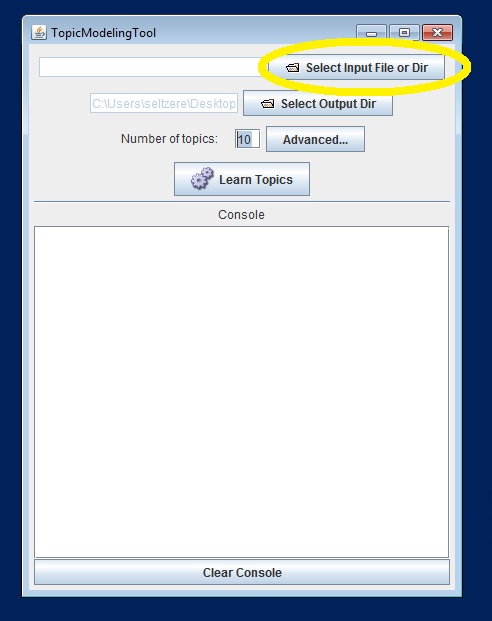 TopicModelingTool
Select Input File or Dir
C:\Users\seltzere\Desktop Select Output Dir
Number of topics: 10 Advanced...
Learn Topics
Console
Clear Console